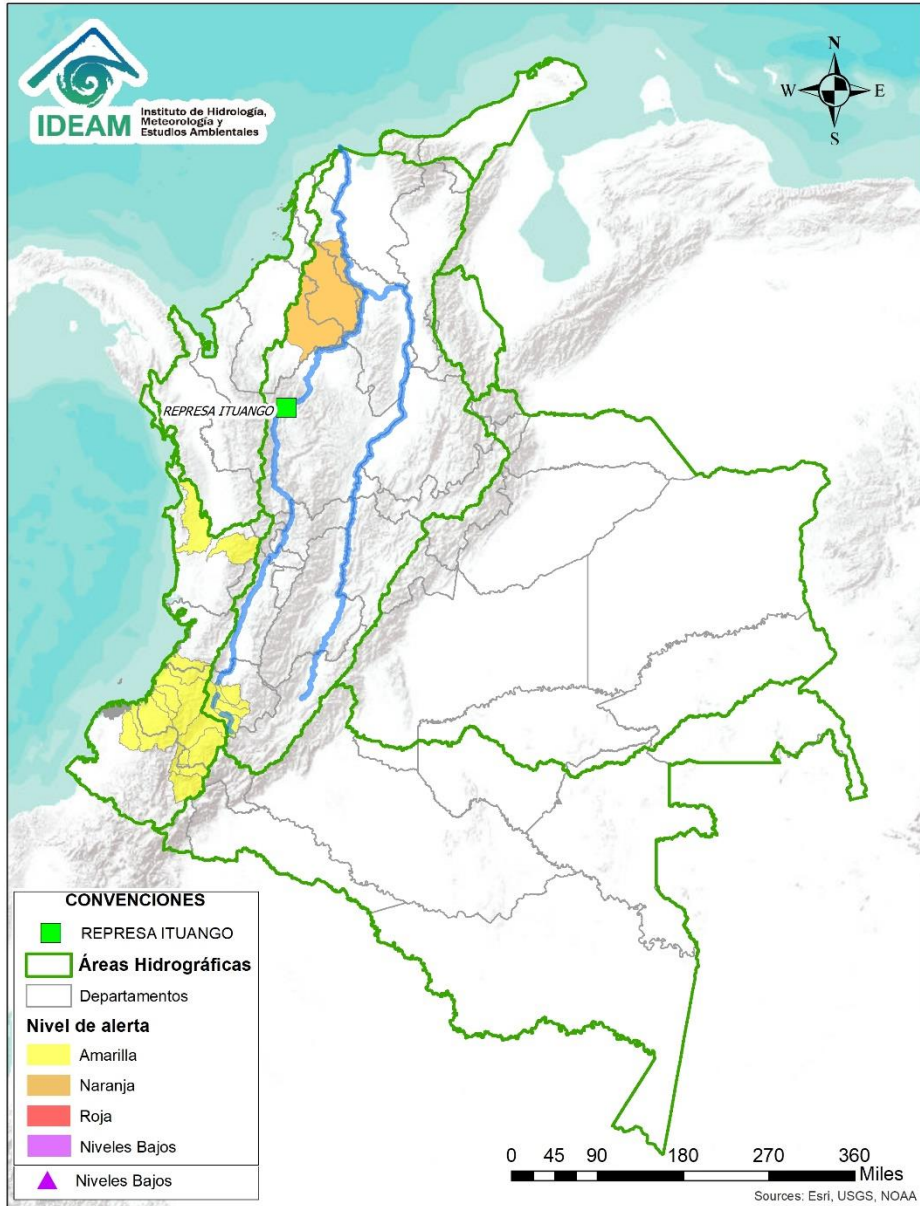 IDEAM
Instituto de Hidrología,
Meteorología y
Estudios Ambientales
N
W
E
S
REPRESA ITUANGO
CONVENCIONES
REPRESA ITUANGO
Áreas Hidrográficas
Departamentos
Nivel de alerta
Amarilla
Naranja
Roja
Niveles Bajos
Niveles Bajos
0 45 90 180 270 360
Miles
Sources: Esri, USGS, NOAA